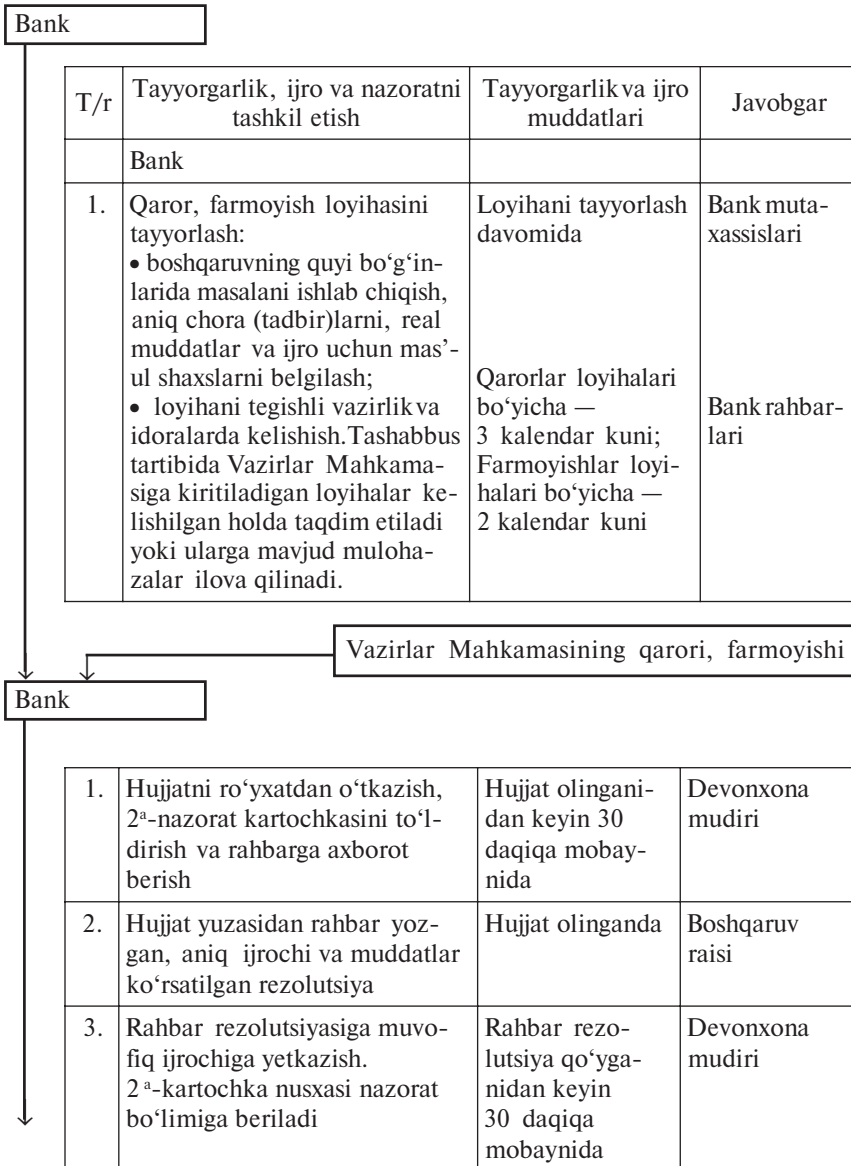 Bank
T/r
Tayyorgarlik, ijro va nazoratni
tashkil etish
Tayyorgarlik va ijro
muddatlari
Javobgar
Bank
1.
Qaror, farmoyish loyihasini
tayyorlash:
• boshqaruvning quyi bo‘g‘in-
larida masalani ishlab chiqish,
aniq chora (tadbir)larni, real
muddatlar va ijro uchun mas’-
ul shaxslarni belgilash;
• loyihani tegishli vazirlik va
idoralarda kelishish.Tashabbus
tartibida Vazirlar Mahkama-
siga kiritiladigan loyihalar ke-
lishilgan holda taqdim etiladi
yoki ularga mavjud muloha-
zalar ilova qilinadi.
Loyihani tayyorlash
davomida
Qarorlar loyihalari
bo‘yicha —
3 kalendar kuni;
Farmoyishlar loyi-
halari bo‘yicha —
2 kalendar kuni
Bank muta-
xassislari
Bank rahbar-
lari
Vazirlar Mahkamasining qarori, farmoyishi
Bank
1.
Hujjatni ro‘yxatdan o‘tkazish,
2ᵃ-nazorat kartochkasini to‘l-
dirish va rahbarga axborot
berish
Hujjat olingani-
dan keyin 30
daqiqa mobay-
nida
Devonxona
mudiri
2.
Hujjat yuzasidan rahbar yoz-
gan, aniq ijrochi va muddatlar
ko‘rsatilgan rezolutsiya
Hujjat olinganda
Boshqaruv
raisi
3.
Rahbar rezolutsiyasiga muvo-
fiq ijrochiga yetkazish.
2ᵃ-kartochka nusxasi nazorat
bo‘limiga beriladi
Rahbar rezo-
lutsiya qo‘yga-
nidan keyin
30 daqiqa
mobaynida
Devonxona
mudiri